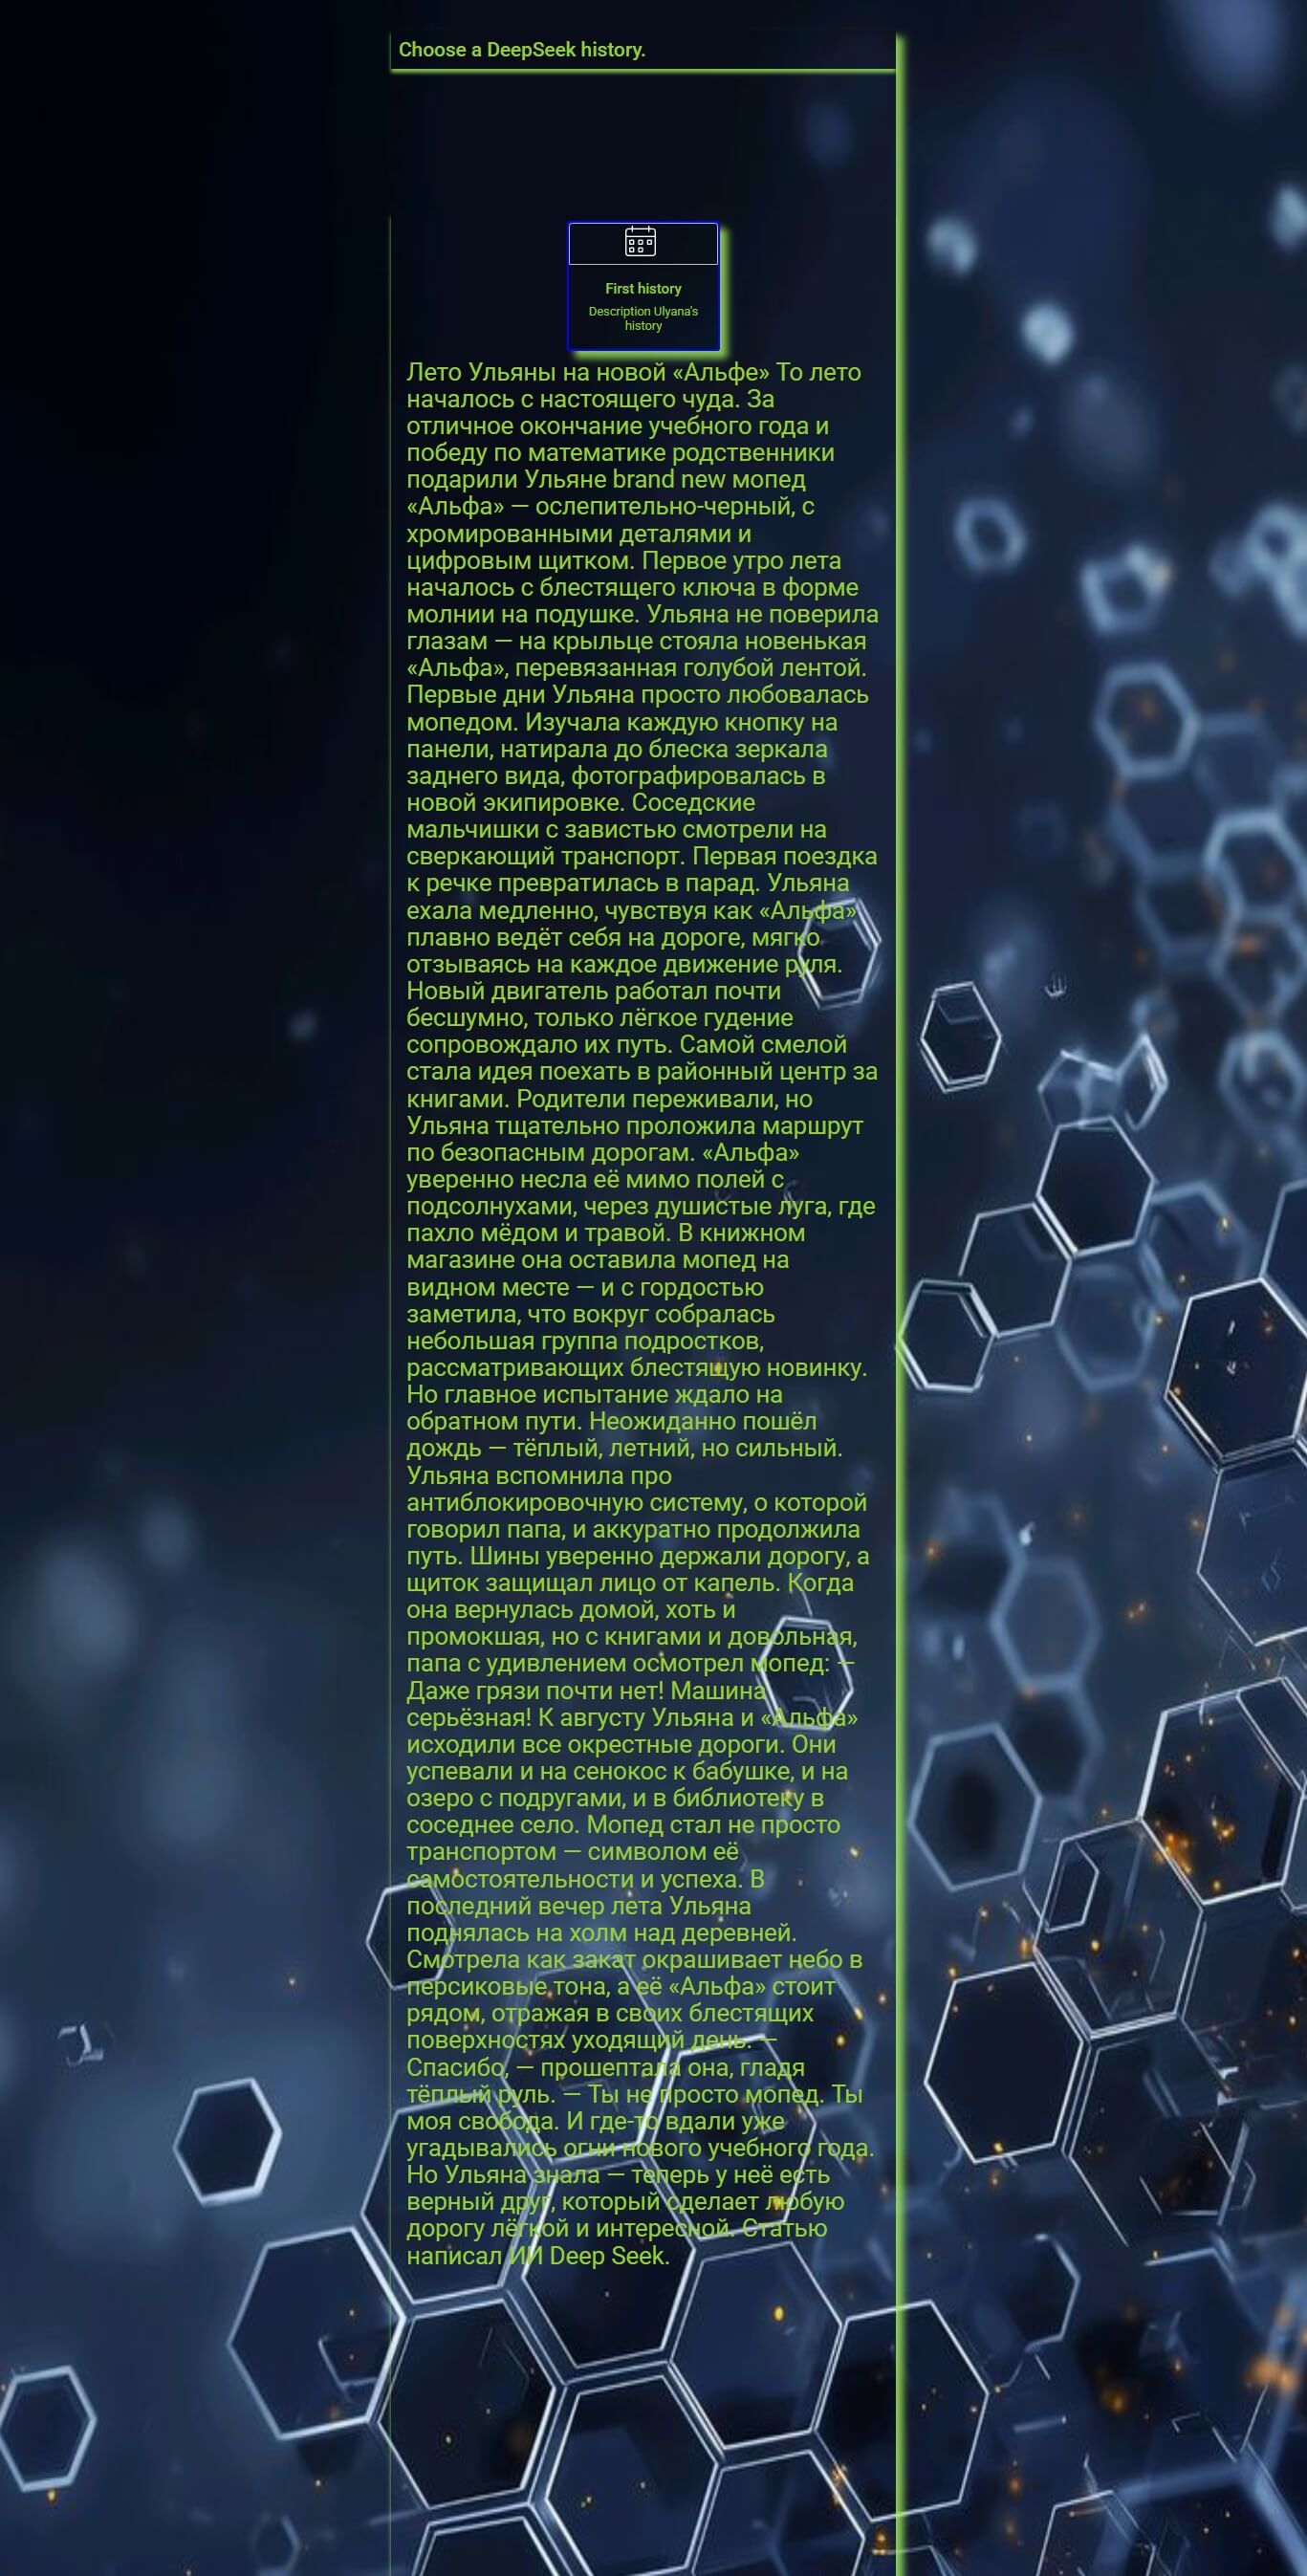 Choose a DeepSeek history.
First history
Description Ulyana's
history
Лето Ульяны на новой «Альфе» То лето
началось с настоящего чуда. За
отличное окончание учебного года и
победу по математике родственники
подарили Ульяне brand new мопед
«Альфа» — ослепительно-черный, с
хромированными деталями и
цифровым щитком. Первое утро лета
началось с блестящего ключа в форме
молнии на подушке. Ульяна не поверила
глазам — на крыльце стояла новенькая
«Альфа», перевязанная голубой лентой.
Первые дни Ульяна просто любовалась
мопедом. Изучала каждую кнопку на
панели, натирала до блеска зеркала
заднего вида, фотографировалась в
новой экипировке. Соседские
мальчишки с завистью смотрели на
сверкающий транспорт. Первая поездка
к речке превратилась в парад. Ульяна
ехала медленно, чувствуя как «Альфа»
плавно ведёт себя на дороге, мягко
отзываясь на каждое движение руля.
Новый двигатель работал почти
бесшумно, только лёгкое гудение
сопровождало их путь. Самой смелой
стала идея поехать в районный центр за
книгами. Родители переживали, но
Ульяна тщательно проложила маршрут
по безопасным дорогам. «Альфа»
уверенно несла её мимо полей с
подсолнухами, через душистые луга, где
пахло мёдом и травой. В книжном
магазине она оставила мопед на
видном месте — и с гордостью
заметила, что вокруг собралась
небольшая группа подростков,
рассматривающих блестящую новинку.
Но главное испытание ждало на
обратном пути. Неожиданно пошёл
дождь — тёплый, летний, но сильный.
Ульяна вспомнила про
антиблокировочную систему, о которой
говорил папа, и аккуратно продолжила
путь. Шины уверенно держали дорогу, а
щиток защищал лицо от капель. Когда
она вернулась домой, хоть и
промокшая, но с книгами и довольная,
папа с удивлением осмотрел мопед: —
Даже грязи почти нет! Машина
серьёзная! К августу Ульяна и «Альфа»
исходили все окрестные дороги. Они
успевали и на сенокос к бабушке, и на
озеро с подругами, и в библиотеку в
соседнее село. Мопед стал не просто
транспортом — символом её
самостоятельности и успеха. В
последний вечер лета Ульяна
поднялась на холм над деревней.
Смотрела как закат окрашивает небо в
персиковые тона, а её «Альфа» стоит
рядом, отражая в своих блестящих
поверхностях уходящий день. —
Спасибо, — прошептала она, гладя
тёплый руль. — Ты не просто мопед. Ты
моя свобода. И где-то вдали уже
угадывались огни нового учебного года.
Но Ульяна знала — теперь у неё есть
верный друг, который сделает любую
дорогу лёгкой и интересной. Статью
написал ИИ Deep Seek.